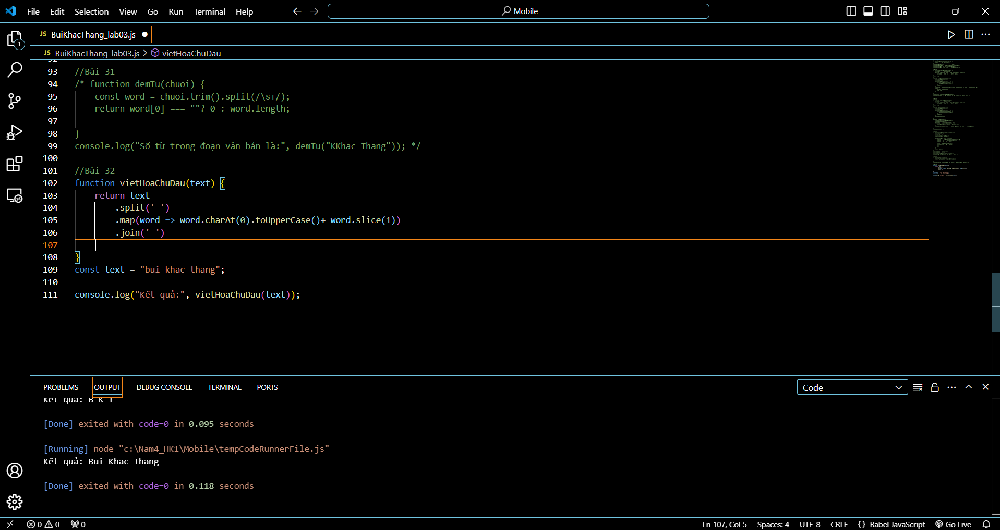 File Edit Selection View Go Run Terminal Help Mobile
1
JS BuiKhacThang_lab03.js
JS BuiKhacThang_lab03.js > vietHoaChuDau
92
93 //Bài 31
94 /* function demTu(chuoi) {
95 const word = chuoi.trim().split(/\s+/);
96 return word[0] === ""? 0 : word.length;
97
98 }
99 console.log("Số từ trong đoạn văn bản là:", demTu("KKhac Thang")); */
100
101 //Bài 32
102 function vietHoaChuDau(text) {
103 return text
104 .split(' ')
105 .map(word => word.charAt(0).toUpperCase()+ word.slice(1))
106 .join(' ')
107
108 }
109 const text = "bui khac thang";
110
111 console.log("Kết quả:", vietHoaChuDau(text));
PROBLEMS OUTPUT DEBUG CONSOLE TERMINAL PORTS Code
Kết quả: B K T
[Done] exited with code=0 in 0.095 seconds
[Running] node "c:\Nam4_HK1\Mobile\tempCodeRunnerFile.js"
Kết quả: Bui Khac Thang
[Done] exited with code=0 in 0.118 seconds
0 0 0 Ln 107, Col 5 Spaces: 4 UTF-8 CRLF {} Babel JavaScript Go Live